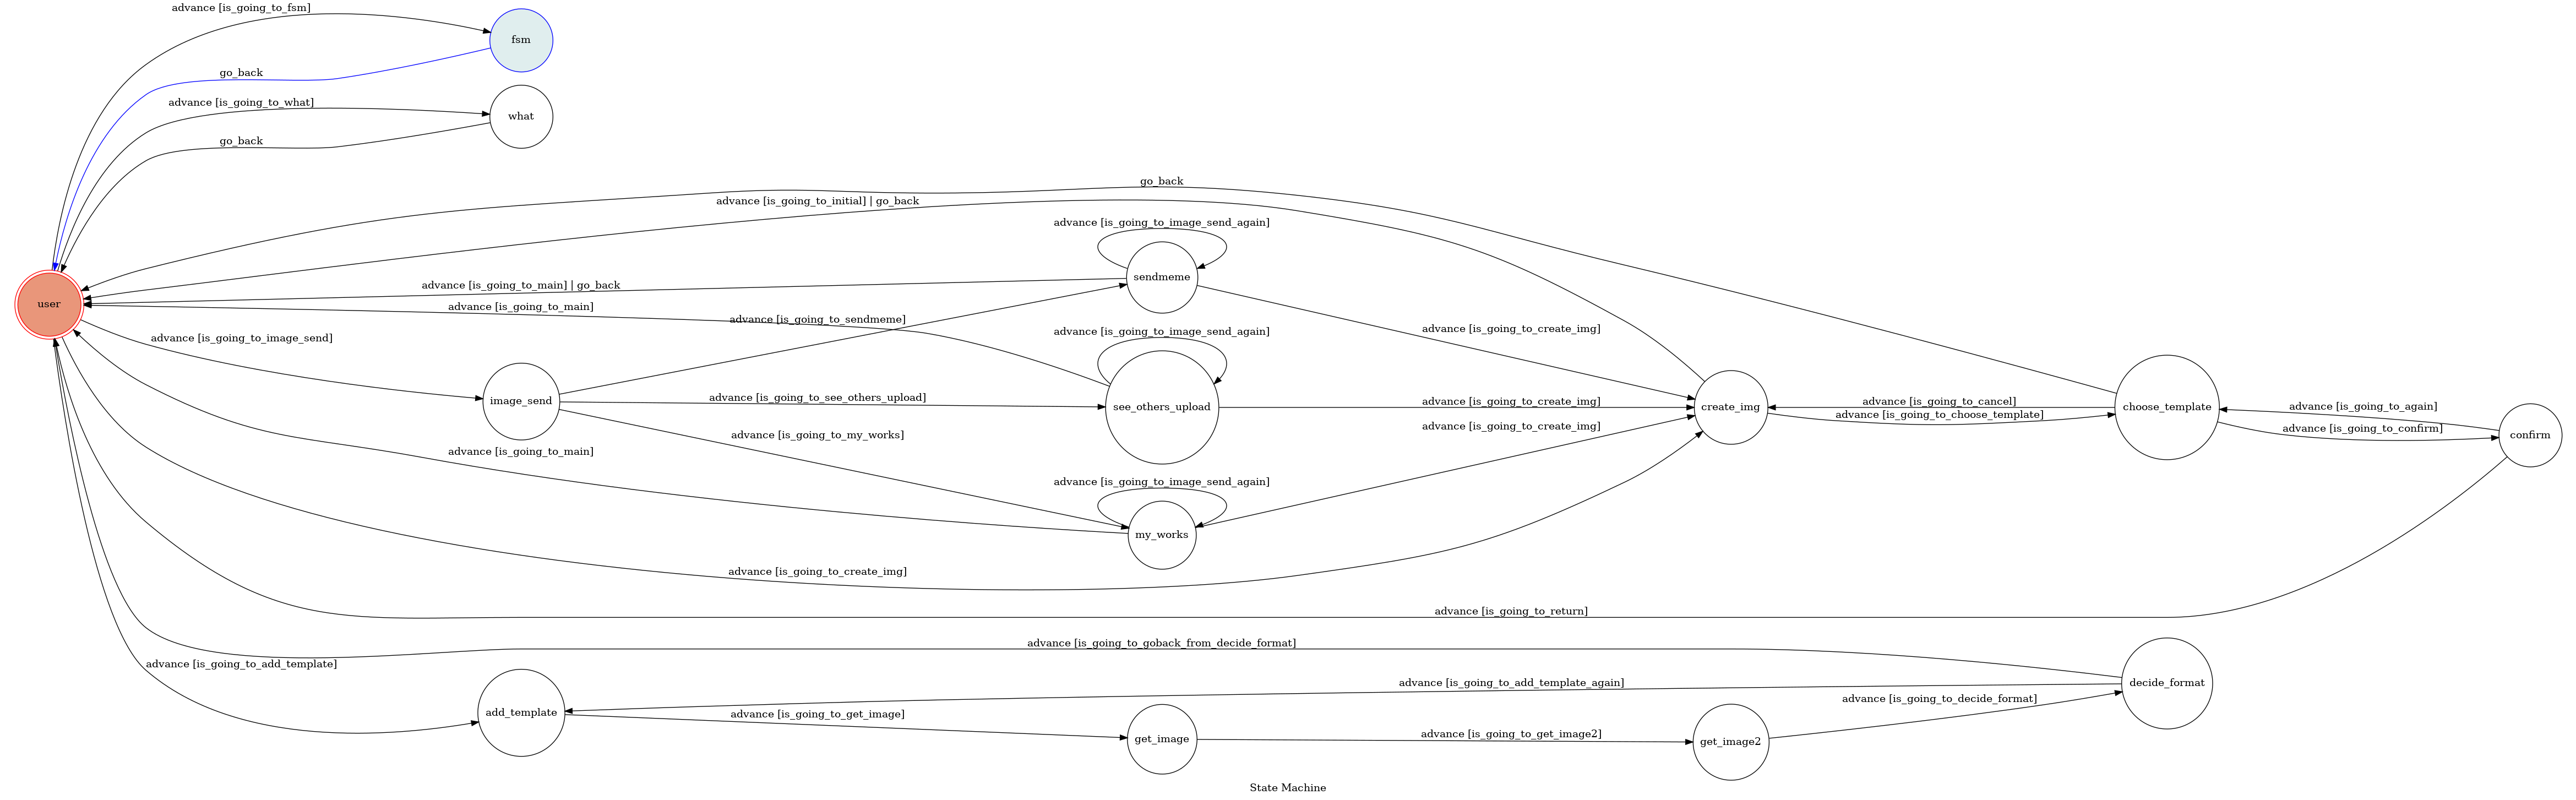 advance [is_going_to_fsm]
fsm
go_back
advance [is_going_to_what]
what
go_back
go_back
advance [is_going_to_initial] | go_back
advance [is_going_to_image_send_again]
sendmeme
advance [is_going_to_main] | go_back
user
advance [is_going_to_main]
advance [is_going_to_sendmeme]
advance [is_going_to_image_send_again]
advance [is_going_to_create_img]
advance [is_going_to_image_send]
image_send
advance [is_going_to_see_others_upload]
see_others_upload
advance [is_going_to_create_img]
create_img
advance [is_going_to_cancel]
advance [is_going_to_choose_template]
choose_template
advance [is_going_to_again]
advance [is_going_to_confirm]
confirm
advance [is_going_to_my_works]
advance [is_going_to_create_img]
advance [is_going_to_main]
advance [is_going_to_image_send_again]
my_works
advance [is_going_to_create_img]
advance [is_going_to_return]
advance [is_going_to_goback_from_decide_format]
advance [is_going_to_add_template]
advance [is_going_to_add_template_again]
decide_format
advance [is_going_to_decide_format]
add_template
advance [is_going_to_get_image]
get_image
advance [is_going_to_get_image2]
get_image2
State Machine